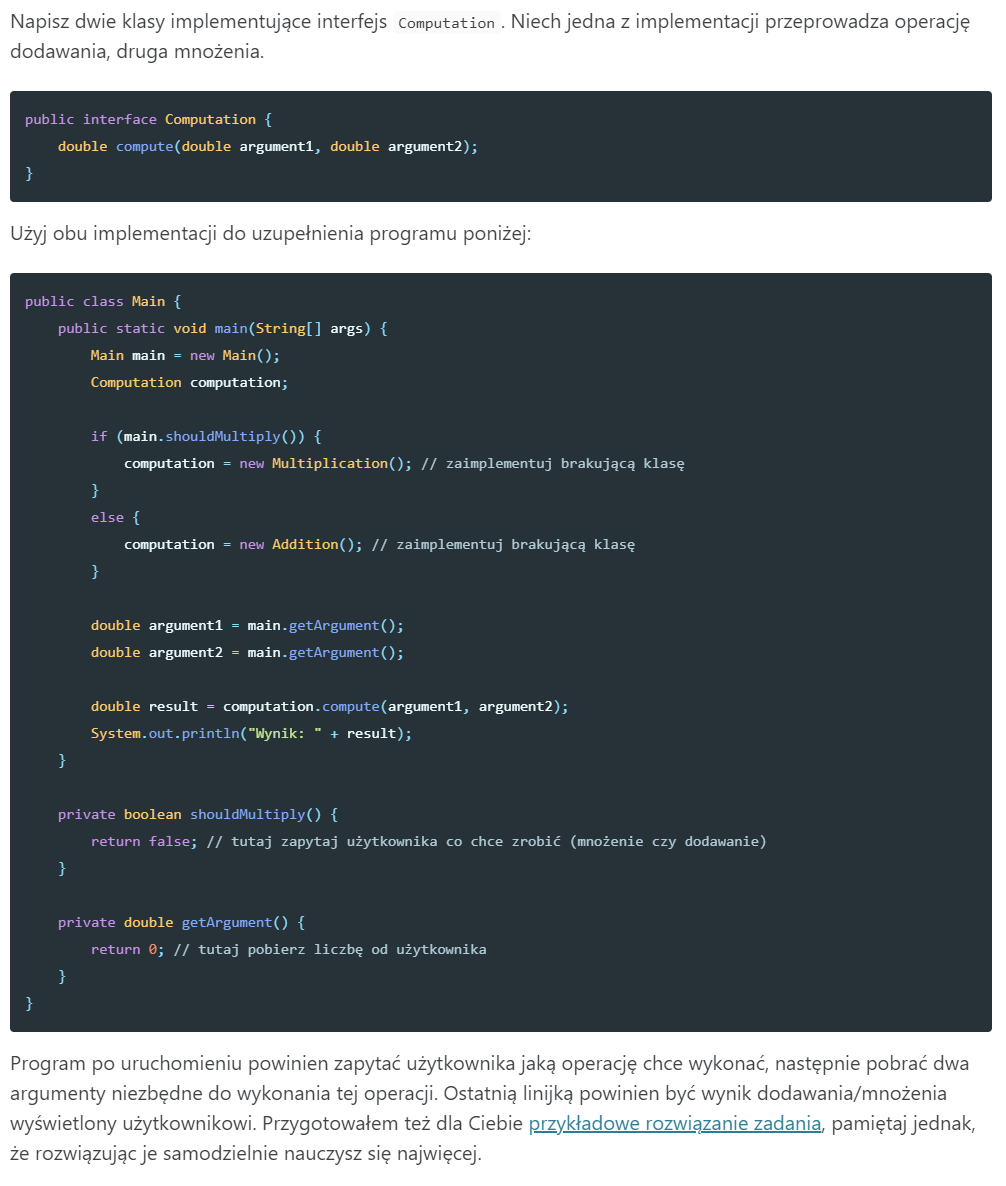 Napisz dwie klasy implementujące interfejs Computation. Niech jedna z implementacji przeprowadza operację
dodawania, druga mnożenia.
public interface Computation {
    double compute(double argument1, double argument2);
}
Użyj obu implementacji do uzupełnienia programu poniżej:
public class Main {
    public static void main(String[] args) {
        Main main = new Main();
        Computation computation;

        if (main.shouldMultiply()) {
            computation = new Multiplication(); // zaimplementuj brakującą klasę
        }
        else {
            computation = new Addition(); // zaimplementuj brakującą klasę
        }

        double argument1 = main.getArgument();
        double argument2 = main.getArgument();

        double result = computation.compute(argument1, argument2);
        System.out.println("Wynik: " + result);
    }

    private boolean shouldMultiply() {
        return false; // tutaj zapytaj użytkownika co chce zrobić (mnożenie czy dodawanie)
    }

    private double getArgument() {
        return 0; // tutaj pobierz liczbę od użytkownika
    }
}
Program po uruchomieniu powinien zapytać użytkownika jaką operację chce wykonać, następnie pobrać dwa
argumenty niezbędne do wykonania tej operacji. Ostatnią linijką powinien być wynik dodawania/mnożenia
wyświetlony użytkownikowi. Przygotowałem też dla Ciebie przykładowe rozwiązanie zadania, pamiętaj jednak,
że rozwiązując je samodzielnie nauczysz się najwięcej.